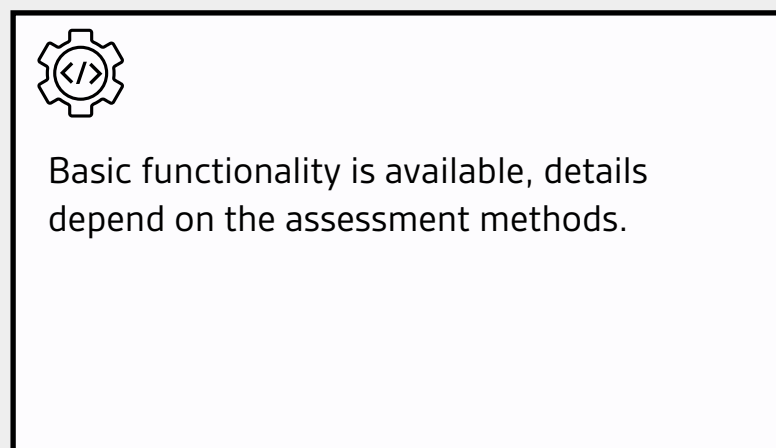 </>
Basic functionality is available, details
depend on the assessment methods.